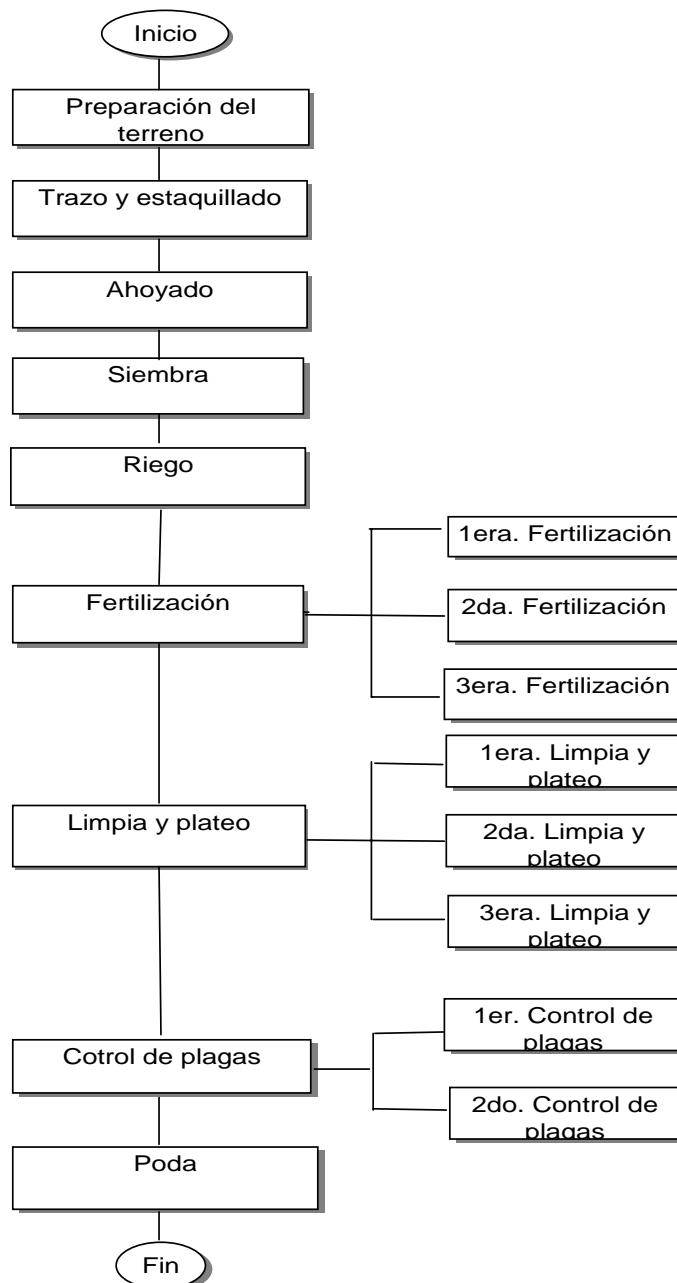 Inicio
Preparación del
terreno
Trazo y estaquillado
Ahoyado
Siembra
Riego
Fertilización
1era. Fertilización
2da. Fertilización
3era. Fertilización
Limpia y plateo
1era. Limpia y
plateo
2da. Limpia y
plateo
3era. Limpia y
plateo
Cotrol de plagas
1er. Control de
plagas
2do. Control de
plagas
Poda
Fin